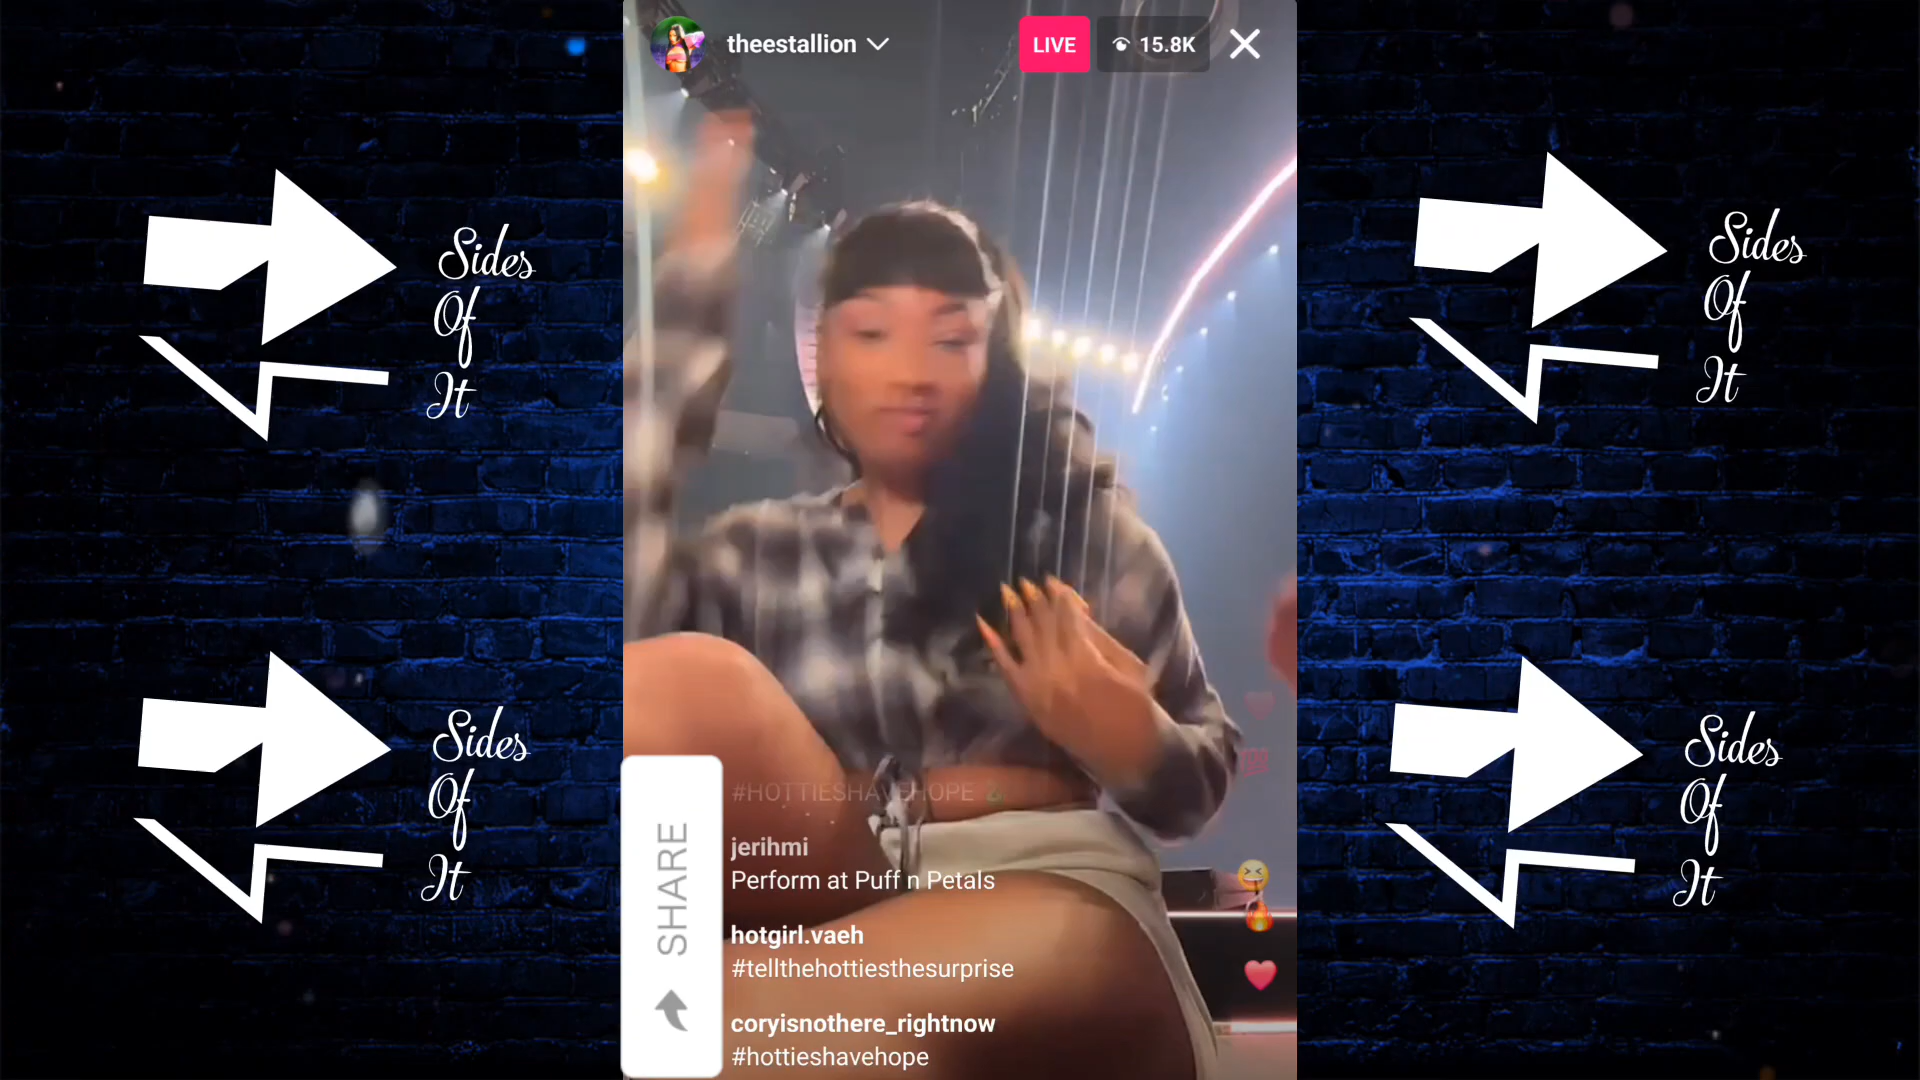 theestallion
LIVE
15.8K
Sides
Of
It
Sides
Of
It
Sides
Of
It
Sides
Of
It
SHARE
#HOTTIESHAVEHOPE
jerihmi
Perform at Puff n Petals
hotgirl.vaeh
#tellthehottiesthesurprise
coryisnothere_rightnow
#hottieshavehope